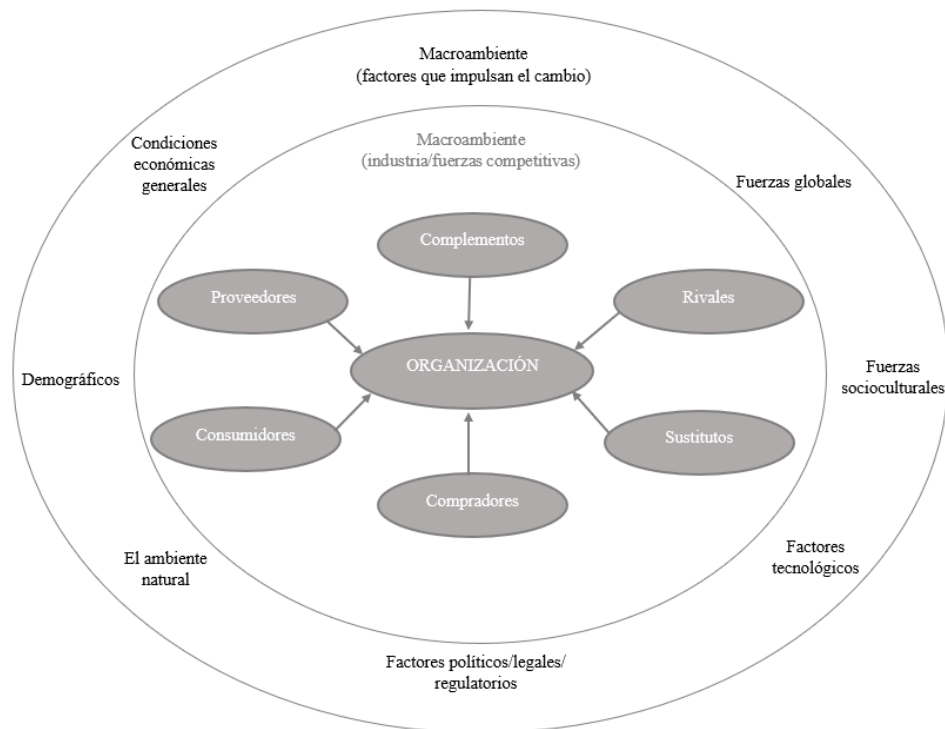 Macroambiente
(factores que impulsan el cambio)
Condiciones
económicas
generales
Macroambiente
(industria/fuerzas competitivas)
Fuerzas globales
Complementos
Proveedores
Rivales
ORGANIZACIÓN
Demográficos
Fuerzas
socioculturales
Consumidores
Sustitutos
Compradores
El ambiente
natural
Factores
tecnológicos
Factores políticos/legales/
regulatorios